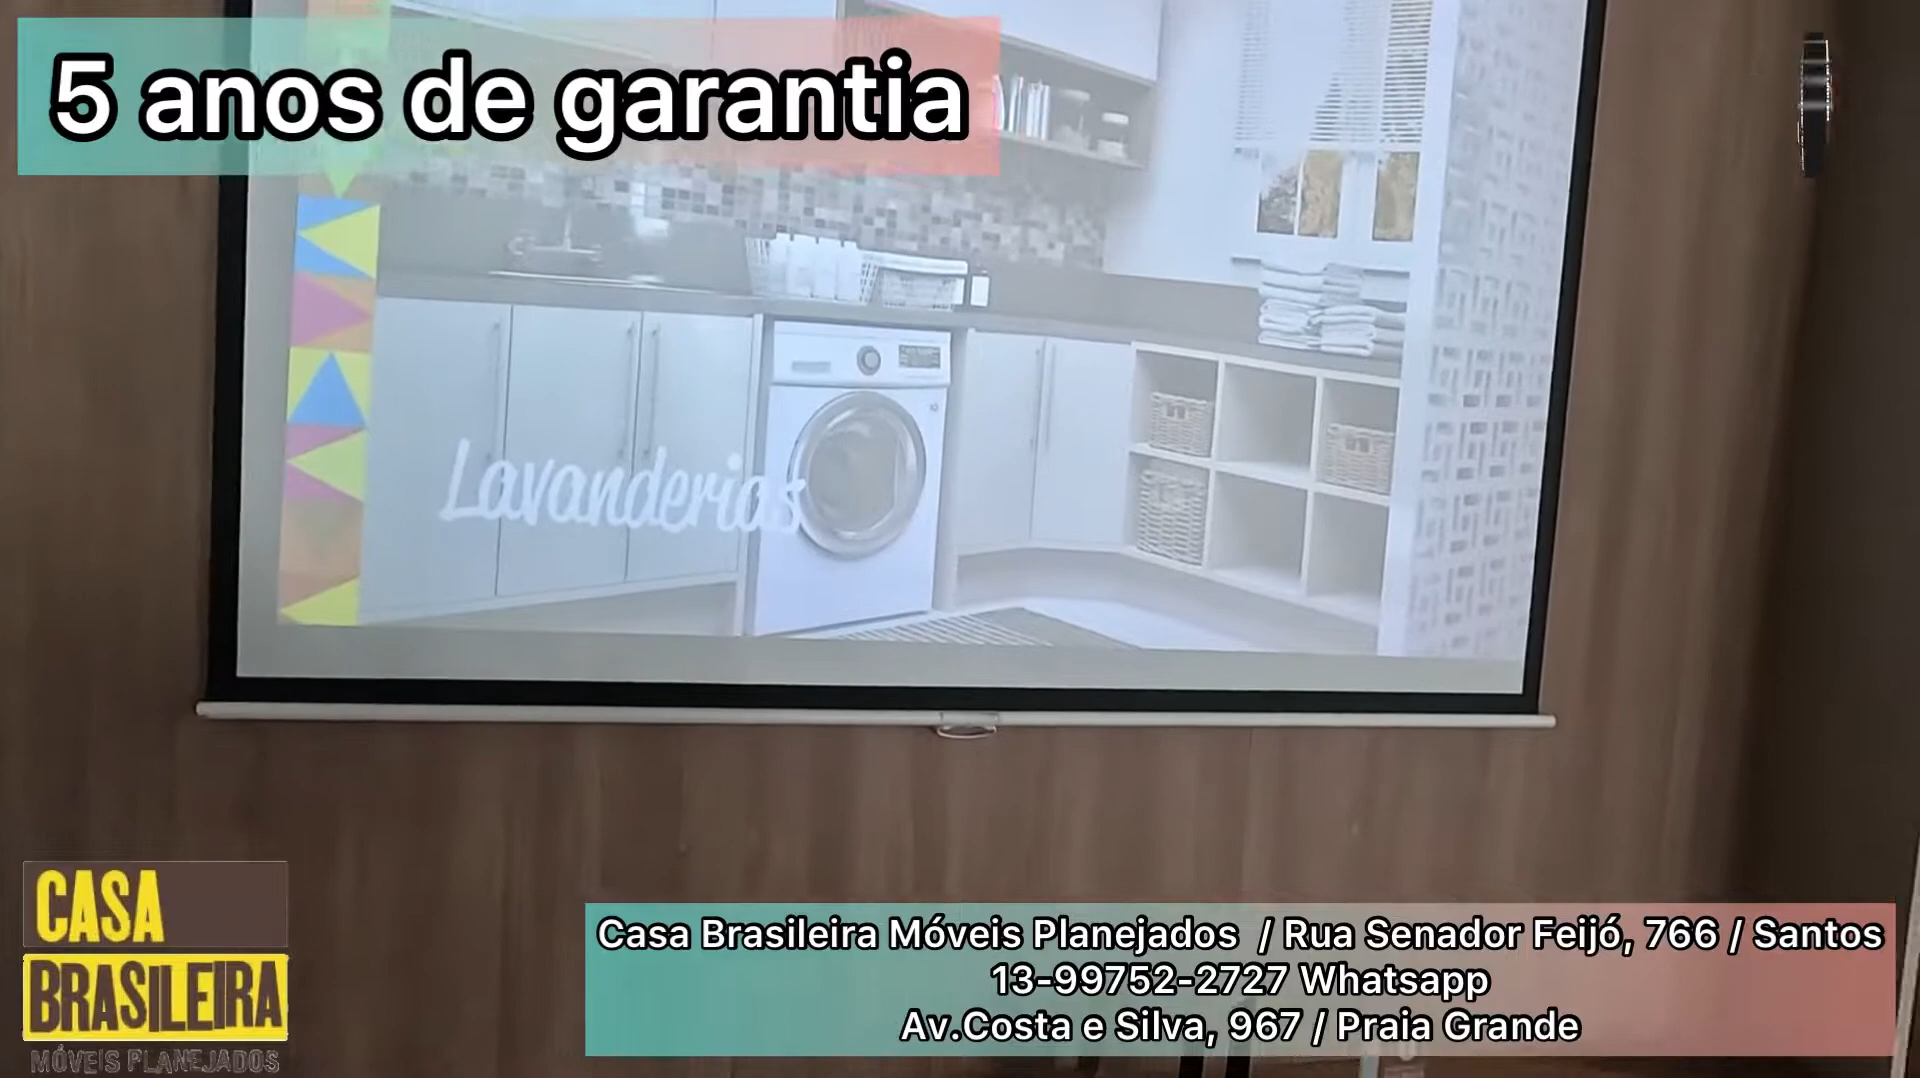 5 anos de garantia
Lavanderias
CASA
BRASILEIRA
MÓVEIS PLANEJADOS
Casa Brasileira Móveis Planejados / Rua Senador Feijó, 766 / Santos
13-99752-2727 Whatsapp
Av.Costa e Silva, 967 / Praia Grande